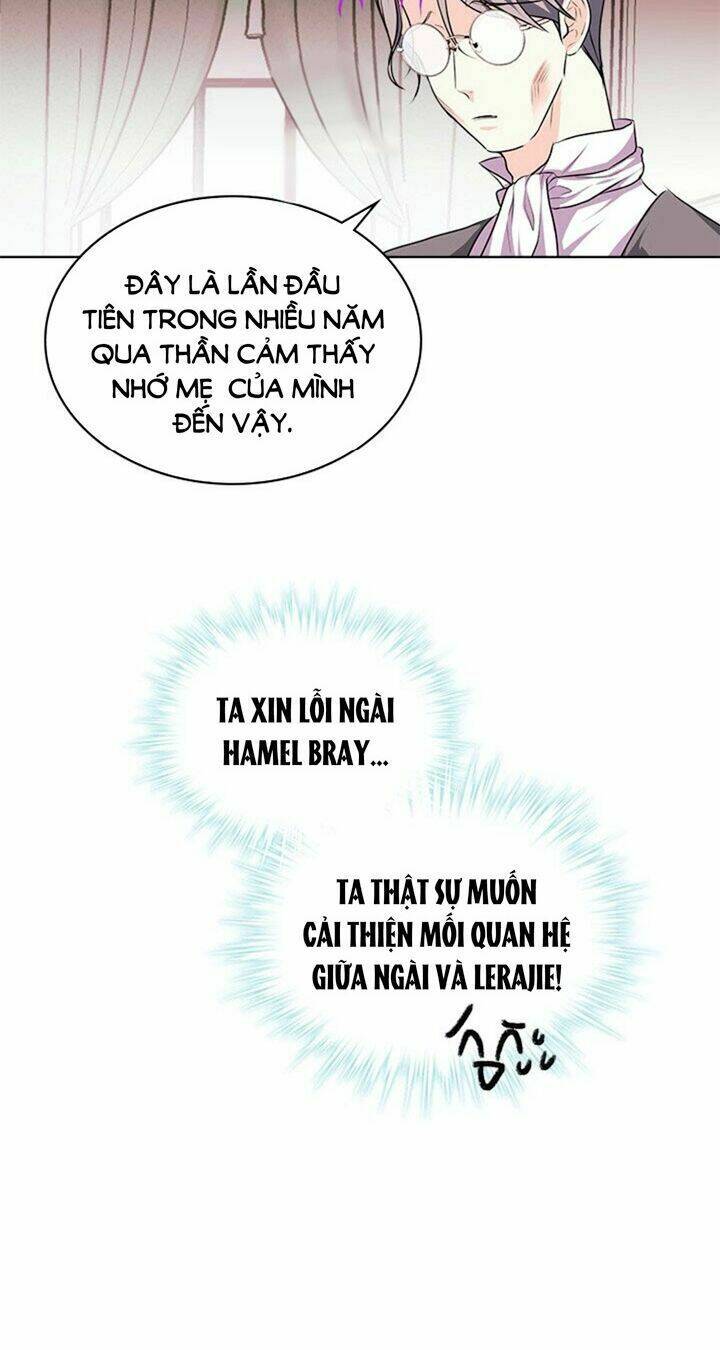 ĐÂY LÀ LẦN ĐẦU
TIÊN TRONG NHIỀU NĂM
QUA THẦN CẢM THẤY
NHỚ MẸ CỦA MÌNH
ĐẾN VẬY.
TA XIN LỖI NGÀI
HAMEL BRAY...
TA THẬT SỰ MUỐN
CẢI THIỆN MỐI QUAN HỆ
GIỮA NGÀI VÀ LERAJIE!